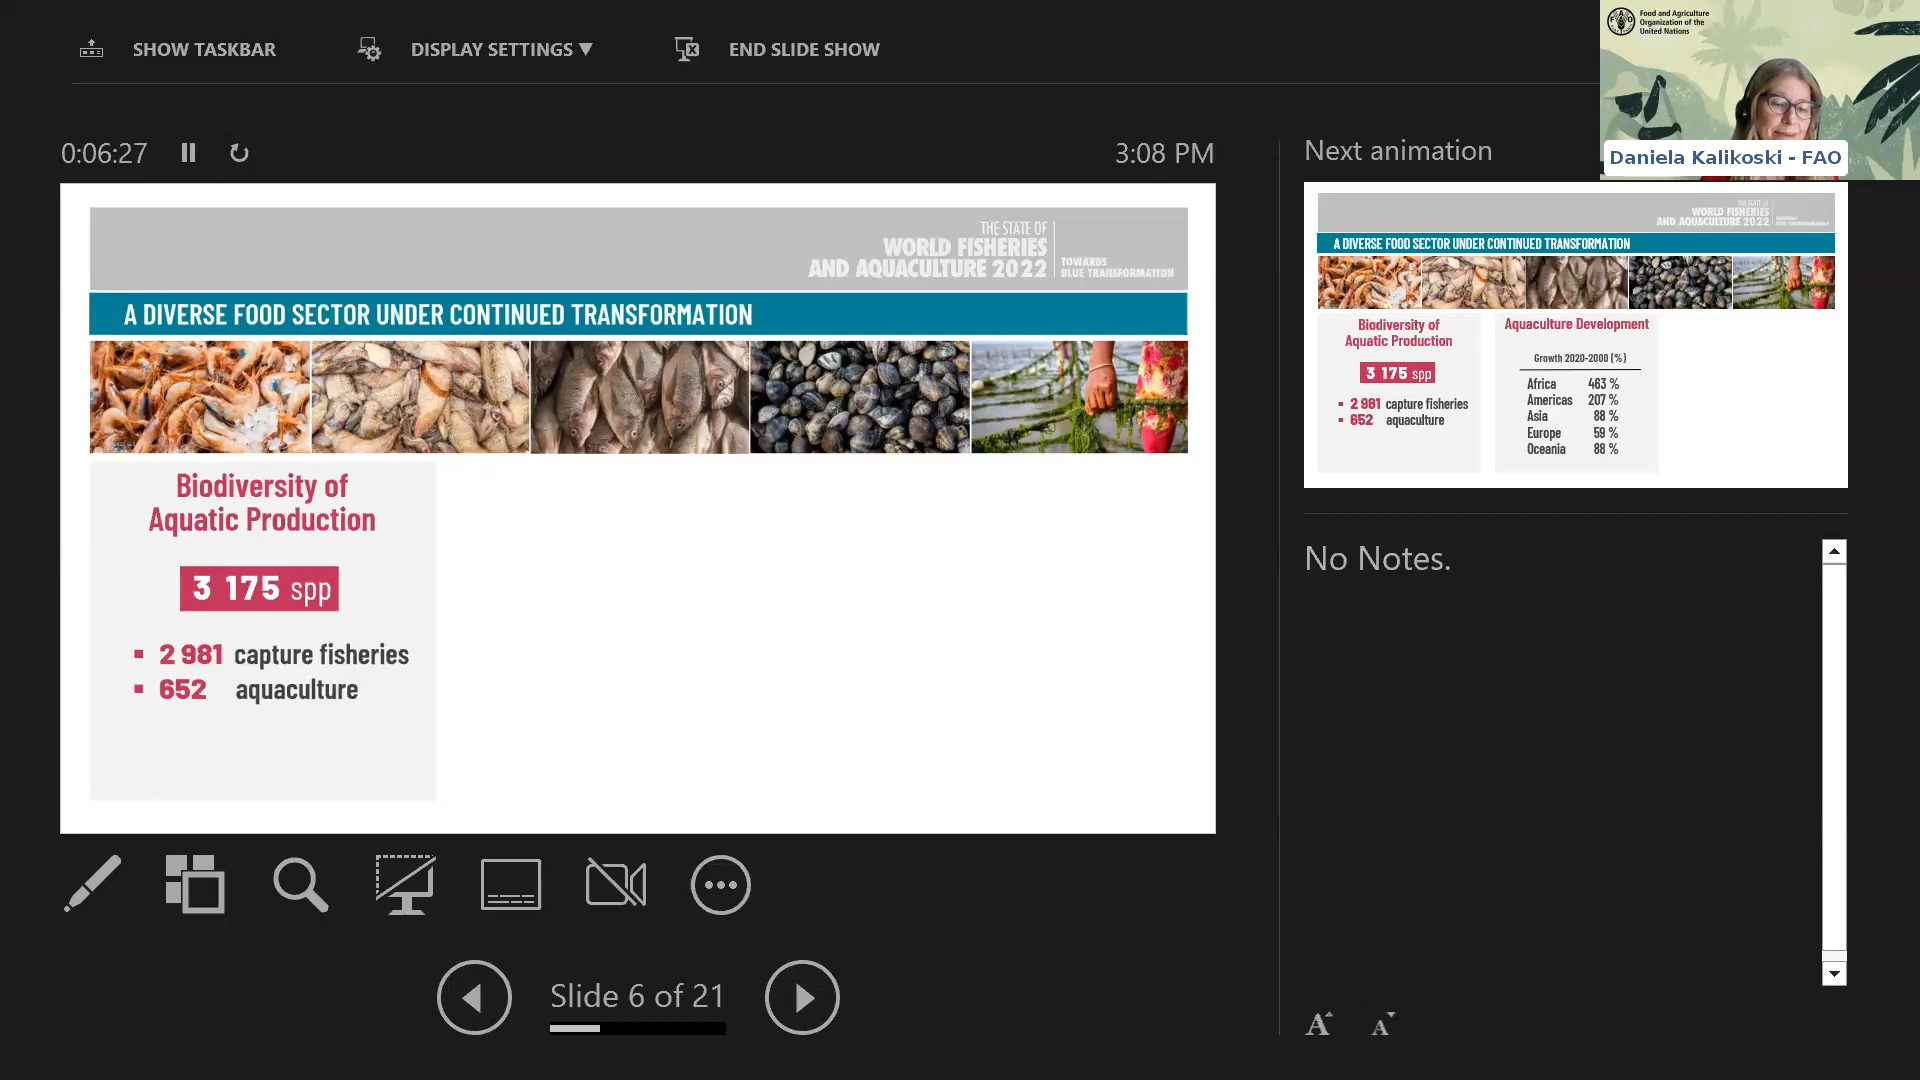 SHOW TASKBAR
DISPLAY SETTINGS ▼
END SLIDE SHOW
Food and Agriculture
Organization of the
United Nations
Daniela Kalikoski - FAO
0:06:27
3:08 PM
THE STATE OF
WORLD FISHERIES
AND AQUACULTURE 2022
TOWARDS
BLUE TRANSFORMATION
A DIVERSE FOOD SECTOR UNDER CONTINUED TRANSFORMATION
Biodiversity of
Aquatic Production
3 175 spp
▪ 2 981 capture fisheries
▪ 652 aquaculture
Slide 6 of 21
Next animation
THE STATE OF
WORLD FISHERIES
AND AQUACULTURE 2022
A DIVERSE FOOD SECTOR UNDER CONTINUED TRANSFORMATION
Biodiversity of
Aquatic Production
3 175 spp
▪ 2 981 capture fisheries
▪ 652 aquaculture
Aquaculture Development
Growth 2020-2000 (%)
Africa 463 %
Americas 207 %
Asia 88 %
Europe 59 %
Oceania 88 %
No Notes.
A A